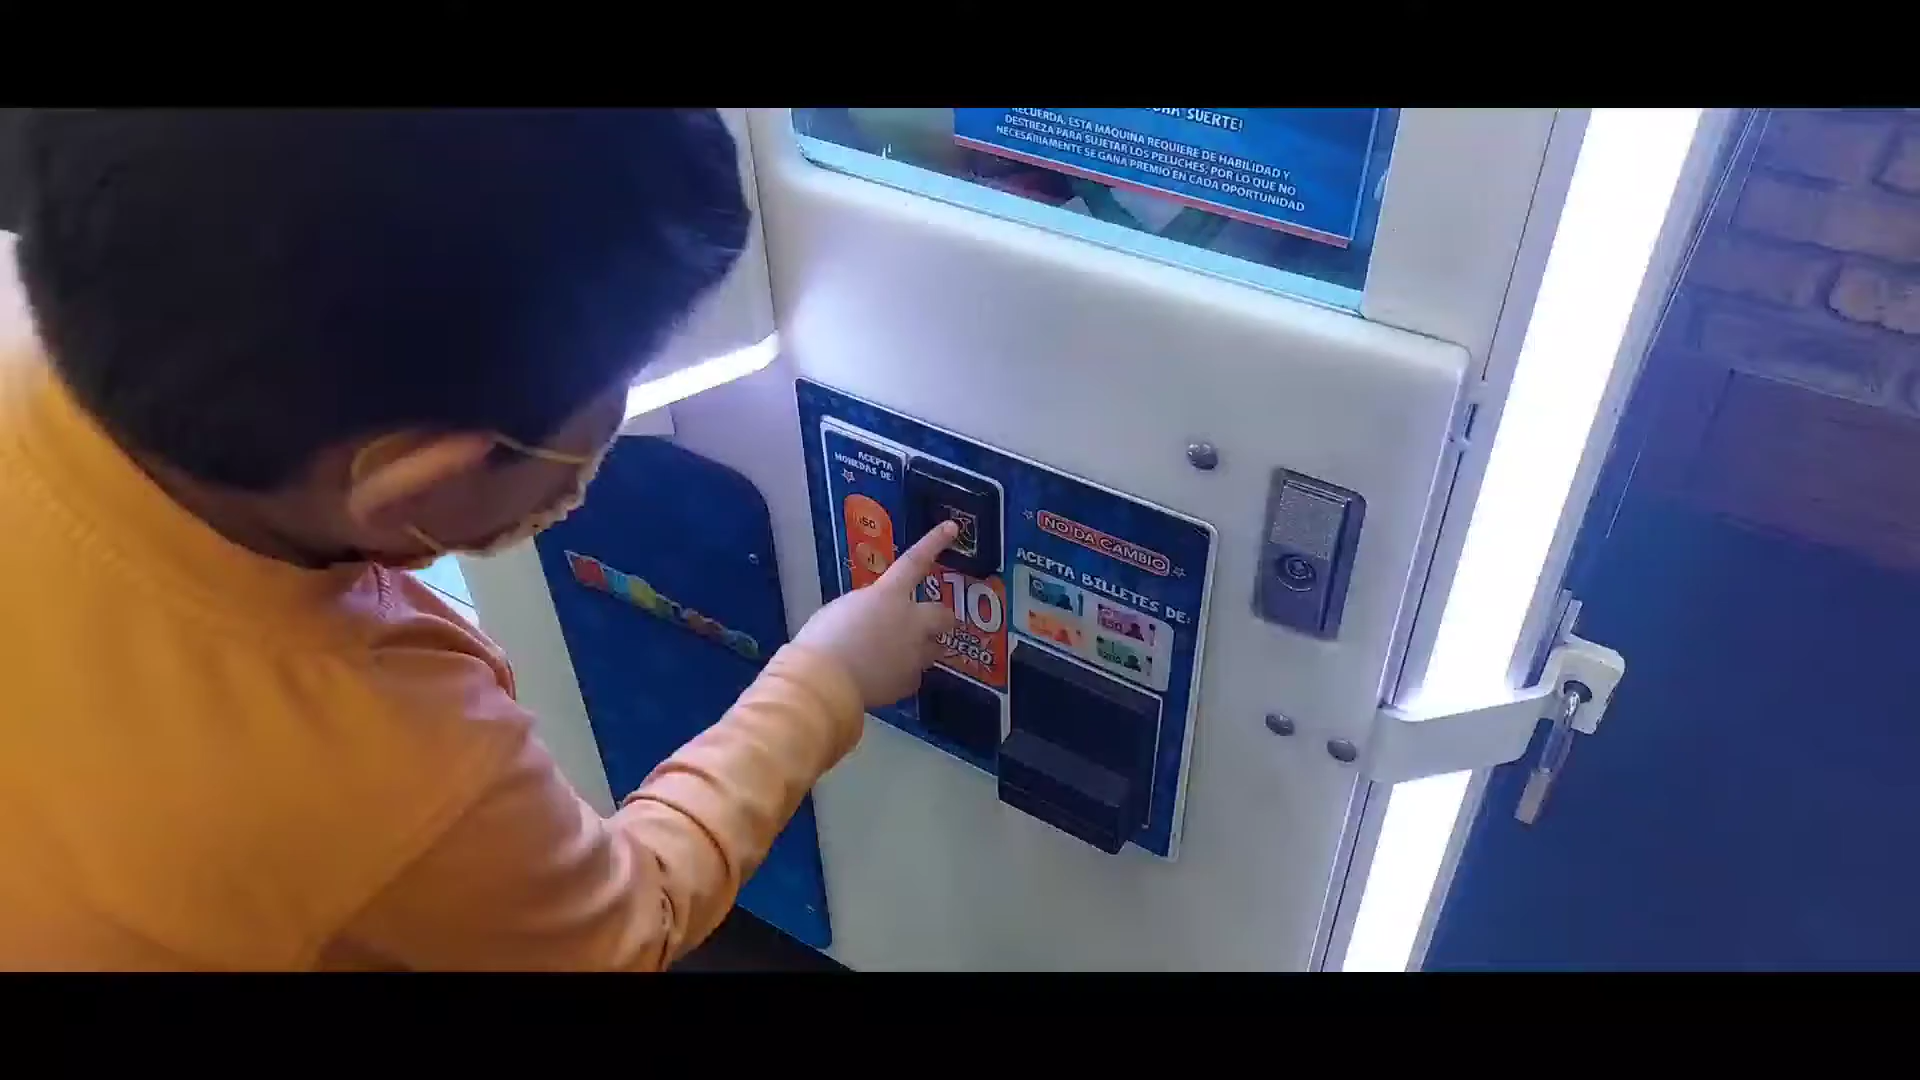 SUERTE!
RECUERDA, ESTA MÁQUINA REQUIERE DE HABILIDAD Y
DESTREZA PARA SUJETAR LOS PELUCHES, POR LO QUE NO
NECESARIAMENTE SE GANA PREMIO EN CADA OPORTUNIDAD
ACEPTA
MONEDAS DE:
NO DA CAMBIO
ACEPTA BILLETES DE:
$10
POR
JUEGO